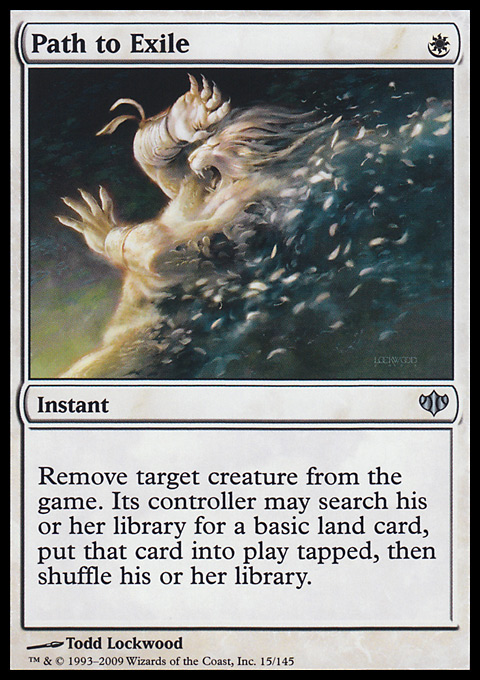 Path to Exile
LOCKWOOD
Instant
Remove target creature from the
game. Its controller may search his
or her library for a basic land card,
put that card into play tapped, then
shuffle his or her library.
Todd Lockwood
™ & © 1993–2009 Wizards of the Coast, Inc. 15/145